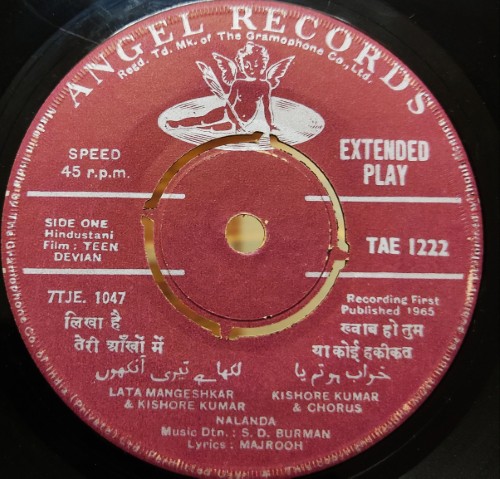 ANGEL RECORDS
Regd. Td. Mk. of The Gramophone Co., Ltd.
SPEED
45 r.p.m.
EXTENDED
PLAY
SIDE ONE
Hindustani
Film : TEEN
DEVIAN
TAE 1222
7TJE. 1047
Recording First
Published 1965
लिखा है
तेरी आँखों में
ख्वाब हो तुम
या कोई हकीकत
لکھا ہے تیری آنکھوں
خواب ہو تم یا
LATA MANGESHKAR
& KISHORE KUMAR
KISHORE KUMAR
& CHORUS
NALANDA
Music Dtn. : S. D. BURMAN
Lyrics : MAJROOH